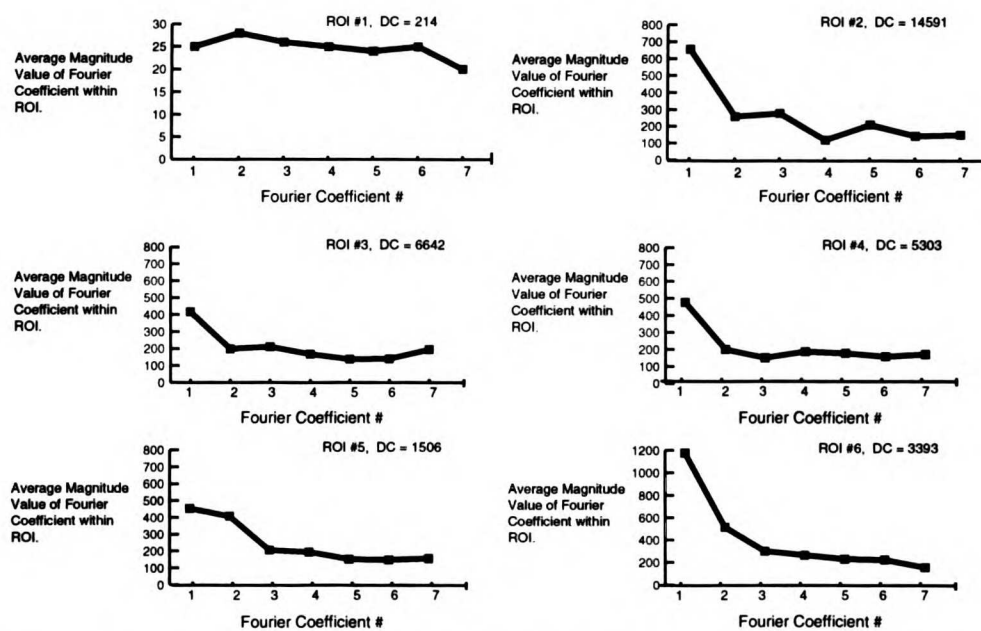 ROI #1, DC = 214
Average Magnitude
Value of Fourier
Coefficient within
ROI.
30
25
20
15
10
5
0
1 2 3 4 5 6 7
Fourier Coefficient #
ROI #2, DC = 14591
Average Magnitude
Value of Fourier
Coefficient within
ROI.
800
700
600
500
400
300
200
100
0
1 2 3 4 5 6 7
Fourier Coefficient #
ROI #3, DC = 6642
Average Magnitude
Value of Fourier
Coefficient within
ROI.
800
700
600
500
400
300
200
100
0
1 2 3 4 5 6 7
Fourier Coefficient #
ROI #4, DC = 5303
Average Magnitude
Value of Fourier
Coefficient within
ROI.
800
700
600
500
400
300
200
100
0
1 2 3 4 5 6 7
Fourier Coefficient #
ROI #5, DC = 1506
Average Magnitude
Value of Fourier
Coefficient within
ROI.
800
700
600
500
400
300
200
100
0
1 2 3 4 5 6 7
Fourier Coefficient #
ROI #6, DC = 3393
Average Magnitude
Value of Fourier
Coefficient within
ROI.
1200
1000
800
600
400
200
0
1 2 3 4 5 6 7
Fourier Coefficient #